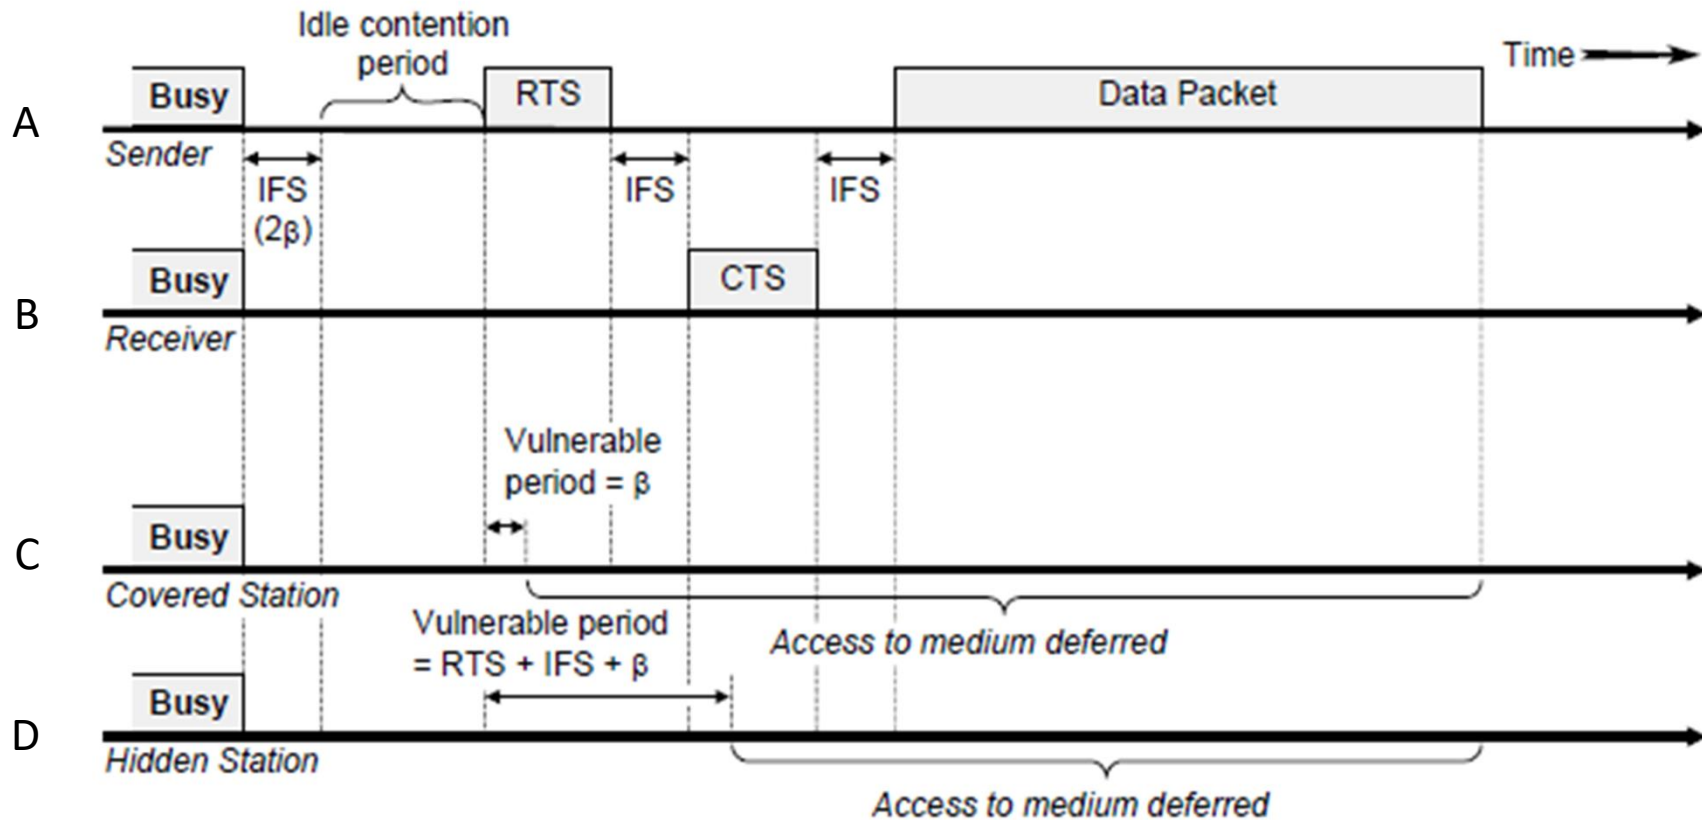 Idle contention
period
Time
A
Busy
RTS
Data Packet
Sender
IFS
(2β)
IFS
IFS
B
Busy
CTS
Receiver
Vulnerable
period = β
C
Busy
Covered Station
Vulnerable period
= RTS + IFS + β
Access to medium deferred
D
Busy
Hidden Station
Access to medium deferred